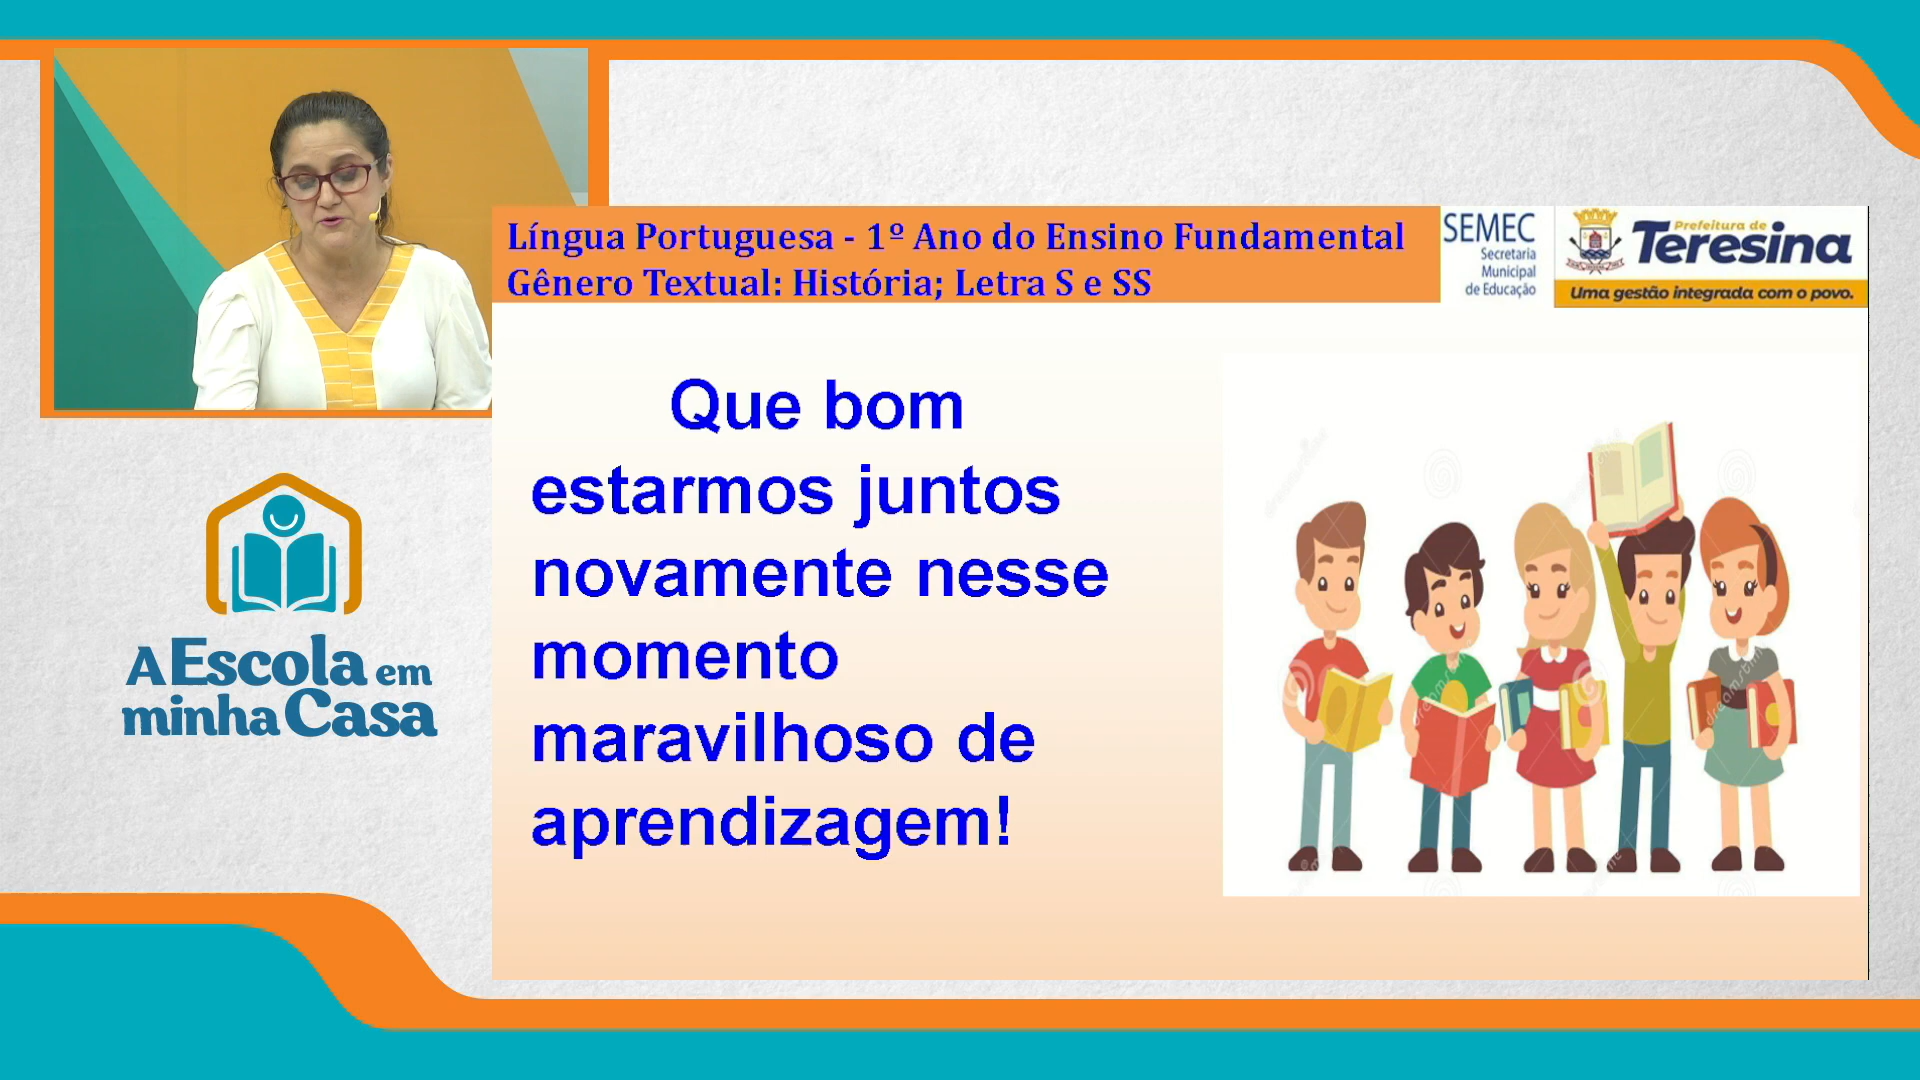 Língua Portuguesa - 1º Ano do Ensino Fundamental
Gênero Textual: História; Letra S e SS
SEMEC
Secretaria
Municipal
de Educação
Prefeitura de
Teresina
Uma gestão integrada com o povo.
Que bom
estarmos juntos
novamente nesse
momento
maravilhoso de
aprendizagem!
A Escola em
minha Casa